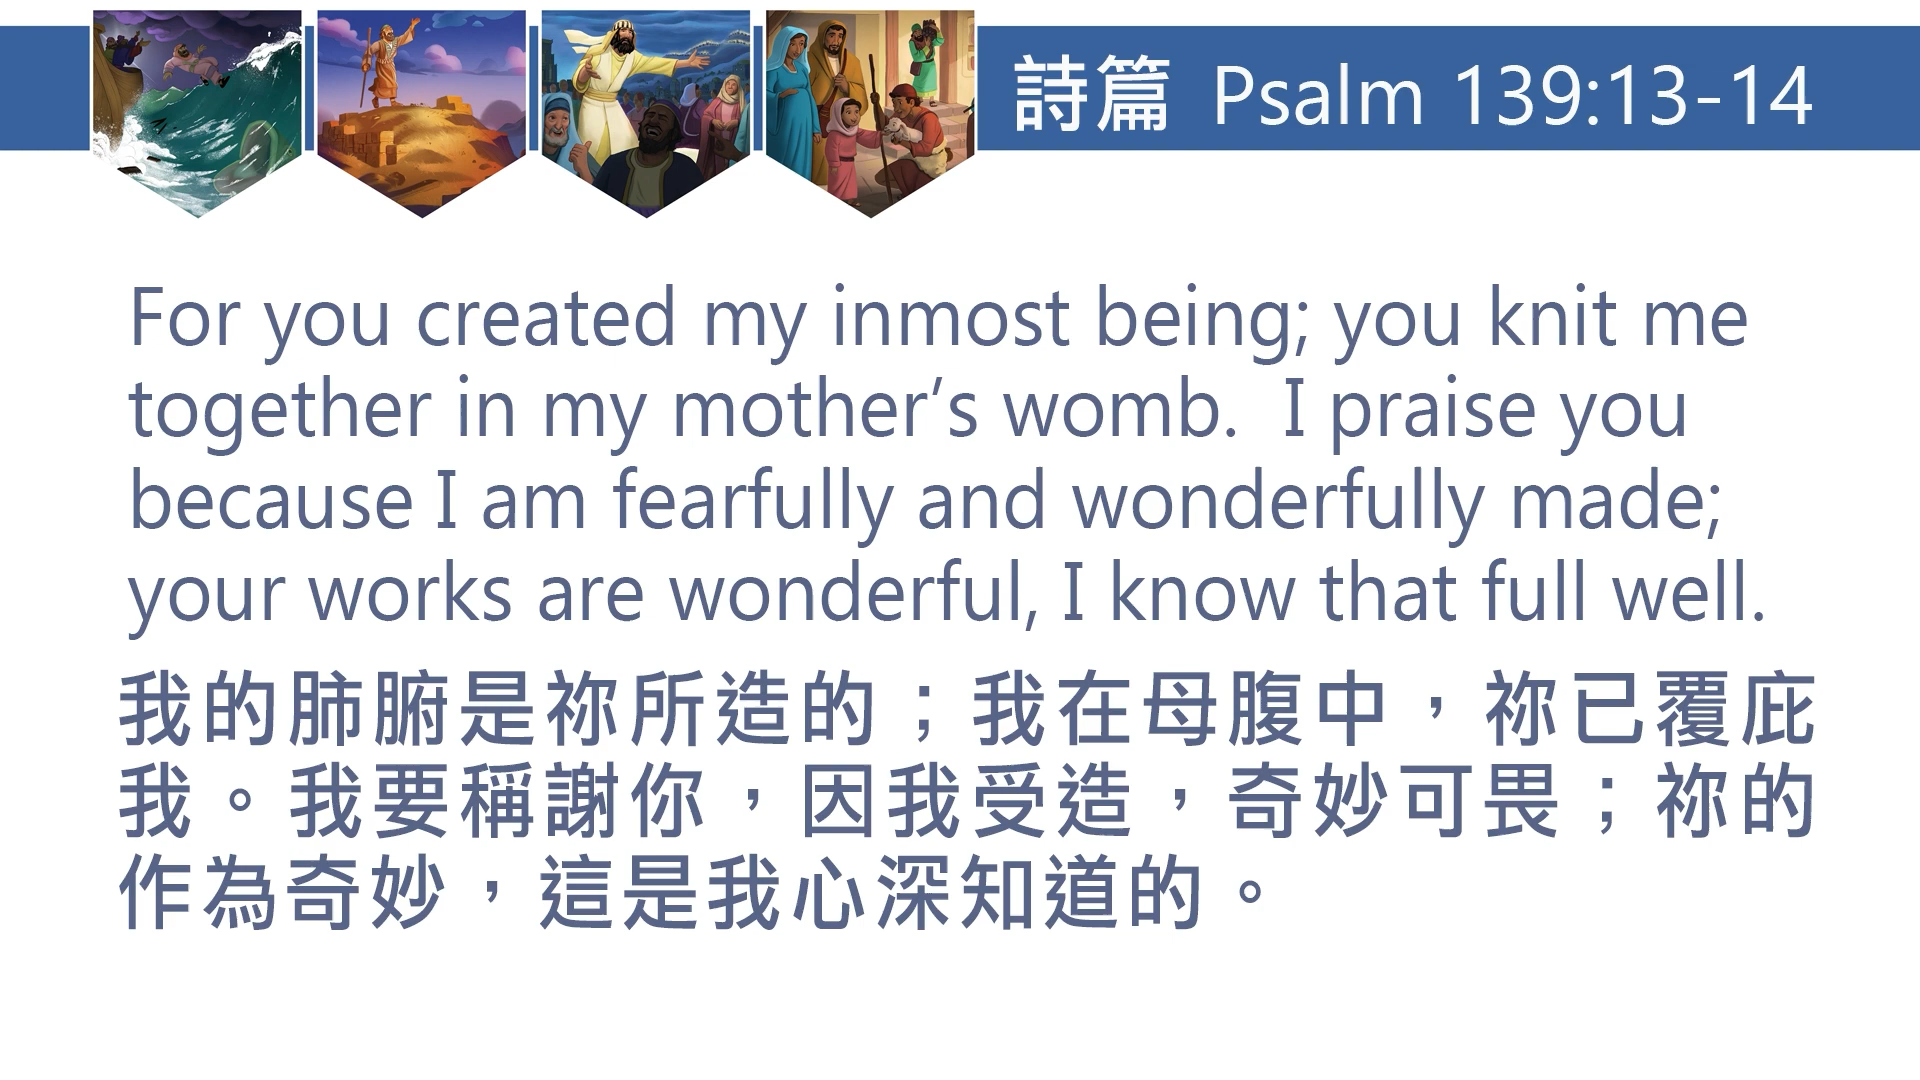 詩篇 Psalm 139:13-14
For you created my inmost being; you knit me
together in my mother’s womb.  I praise you
because I am fearfully and wonderfully made;
your works are wonderful, I know that full well.
我的肺腑是祢所造的；我在母腹中，祢已覆庇
我。我要稱謝你，因我受造，奇妙可畏；祢的
作為奇妙，這是我心深知道的。